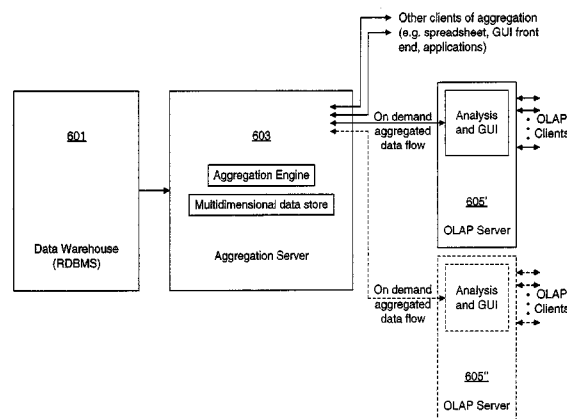 Other clients of aggregation
(e.g. spreadsheet, GUI front
end, applications)
601
Data Warehouse
(RDBMS)
603
Aggregation Engine
Multidimensional data store
Aggregation Server
On demand
aggregated
data flow
Analysis
and GUI
OLAP
Clients
605'
OLAP Server
On demand
aggregated
data flow
Analysis
and GUI
OLAP
Clients
605"
OLAP Server